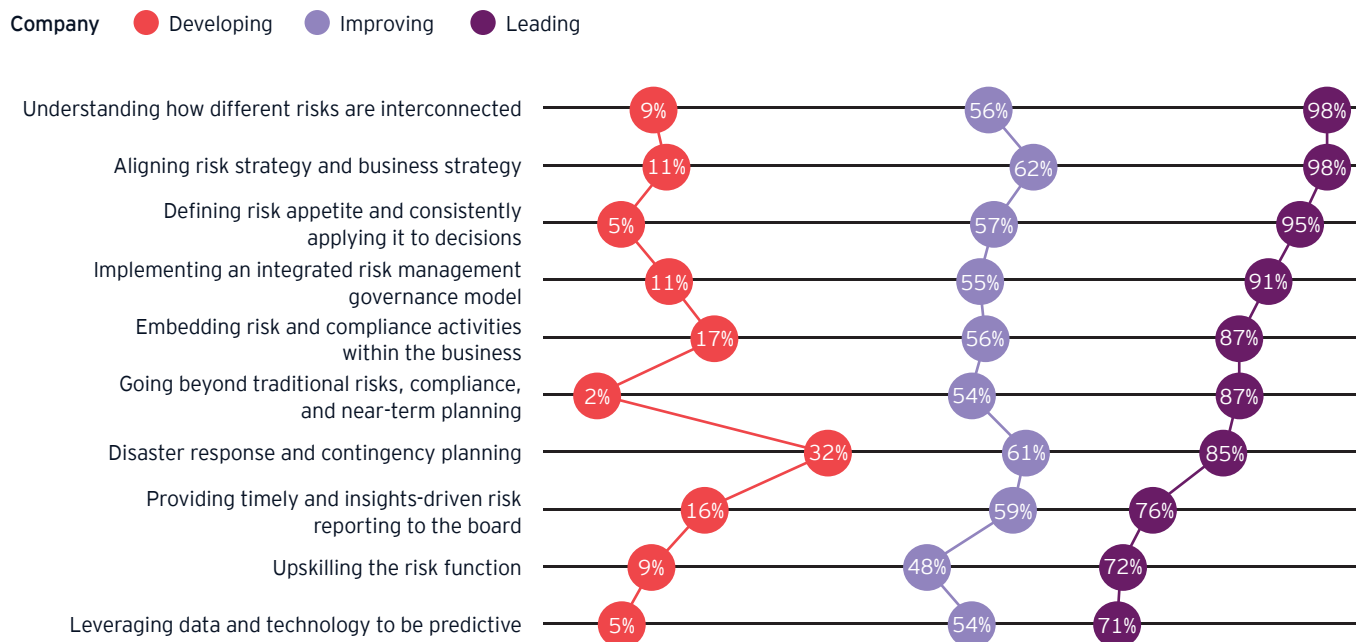 Company Developing Improving Leading
Understanding how different risks are interconnected 9% 56% 98%
Aligning risk strategy and business strategy 11% 62% 98%
Defining risk appetite and consistently
applying it to decisions 5% 57% 95%
Implementing an integrated risk management
governance model 11% 55% 91%
Embedding risk and compliance activities
within the business 17% 56% 87%
Going beyond traditional risks, compliance,
and near-term planning 2% 54% 87%
Disaster response and contingency planning 32% 61% 85%
Providing timely and insights-driven risk
reporting to the board 16% 59% 76%
Upskilling the risk function 9% 48% 72%
Leveraging data and technology to be predictive 5% 54% 71%